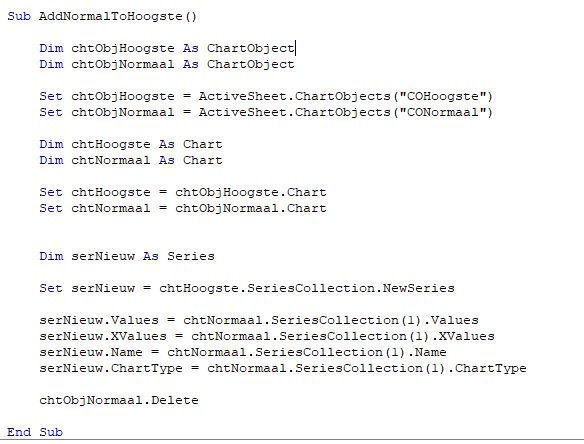 Sub AddNormalToHoogste()
Dim chtObjHoogste As ChartObject
Dim chtObjNormaal As ChartObject
Set chtObjHoogste = ActiveSheet.ChartObjects("COHoogste")
Set chtObjNormaal = ActiveSheet.ChartObjects("CONormaal")
Dim chtHoogste As Chart
Dim chtNormaal As Chart
Set chtHoogste = chtObjHoogste.Chart
Set chtNormaal = chtObjNormaal.Chart
Dim serNieuw As Series
Set serNieuw = chtHoogste.SeriesCollection.NewSeries
serNieuw.Values = chtNormaal.SeriesCollection(1).Values
serNieuw.XValues = chtNormaal.SeriesCollection(1).XValues
serNieuw.Name = chtNormaal.SeriesCollection(1).Name
serNieuw.ChartType = chtNormaal.SeriesCollection(1).ChartType
chtObjNormaal.Delete
End Sub